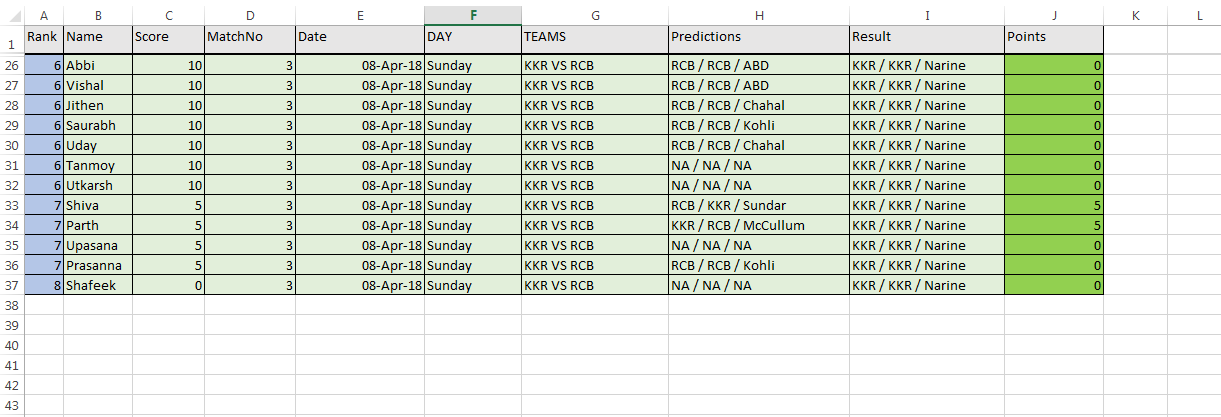 A B C D E F G H I J K L
1 Rank Name Score MatchNo Date DAY TEAMS Predictions Result Points
26 6 Abbi 10 3 08-Apr-18 Sunday KKR VS RCB RCB / RCB / ABD KKR / KKR / Narine 0
27 6 Vishal 10 3 08-Apr-18 Sunday KKR VS RCB RCB / RCB / ABD KKR / KKR / Narine 0
28 6 Jithen 10 3 08-Apr-18 Sunday KKR VS RCB RCB / RCB / Chahal KKR / KKR / Narine 0
29 6 Saurabh 10 3 08-Apr-18 Sunday KKR VS RCB RCB / RCB / Kohli KKR / KKR / Narine 0
30 6 Uday 10 3 08-Apr-18 Sunday KKR VS RCB RCB / RCB / Chahal KKR / KKR / Narine 0
31 6 Tanmoy 10 3 08-Apr-18 Sunday KKR VS RCB NA / NA / NA KKR / KKR / Narine 0
32 6 Utkarsh 10 3 08-Apr-18 Sunday KKR VS RCB NA / NA / NA KKR / KKR / Narine 0
33 7 Shiva 5 3 08-Apr-18 Sunday KKR VS RCB RCB / KKR / Sundar KKR / KKR / Narine 5
34 7 Parth 5 3 08-Apr-18 Sunday KKR VS RCB KKR / RCB / McCullum KKR / KKR / Narine 5
35 7 Upasana 5 3 08-Apr-18 Sunday KKR VS RCB NA / NA / NA KKR / KKR / Narine 0
36 7 Prasanna 5 3 08-Apr-18 Sunday KKR VS RCB RCB / RCB / Kohli KKR / KKR / Narine 0
37 8 Shafeek 0 3 08-Apr-18 Sunday KKR VS RCB NA / NA / NA KKR / KKR / Narine 0
38
39
40
41
42
43